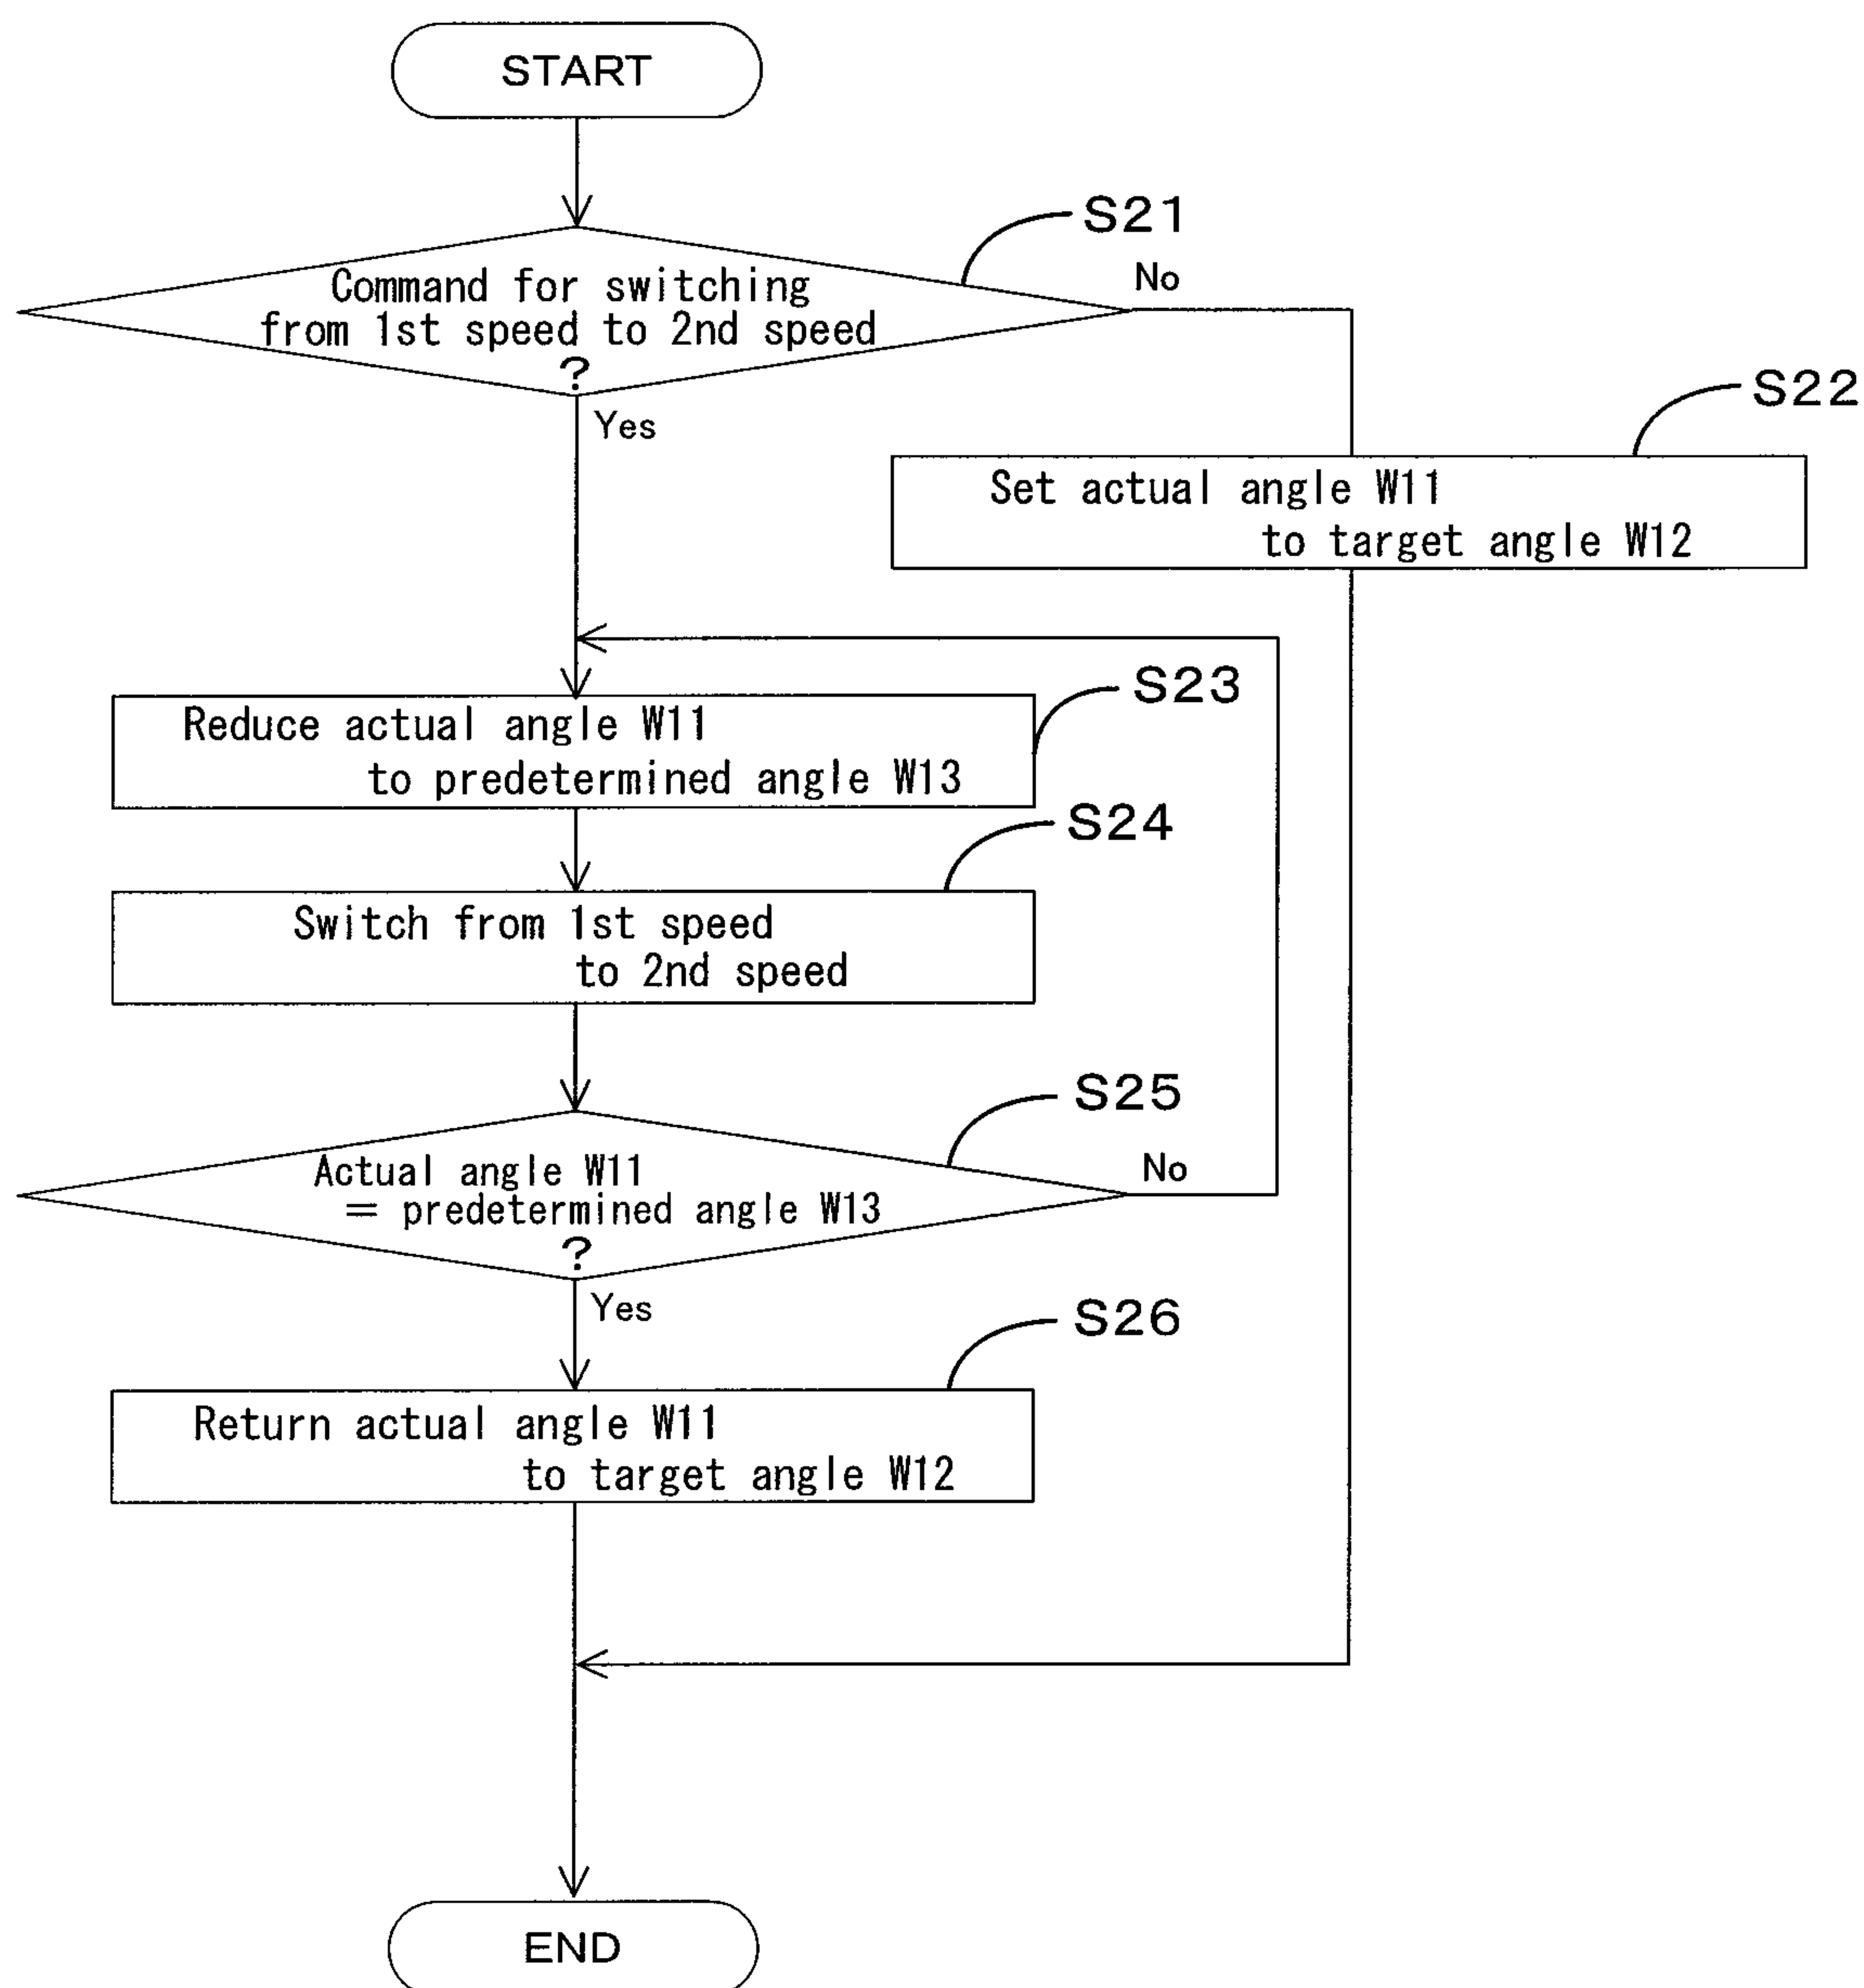 START
S21
Command for switching
from 1st speed to 2nd speed
?
No
Yes
S22
Set actual angle W11
to target angle W12
S23
Reduce actual angle W11
to predetermined angle W13
S24
Switch from 1st speed
to 2nd speed
S25
Actual angle W11
= predetermined angle W13
?
No
Yes
S26
Return actual angle W11
to target angle W12
END